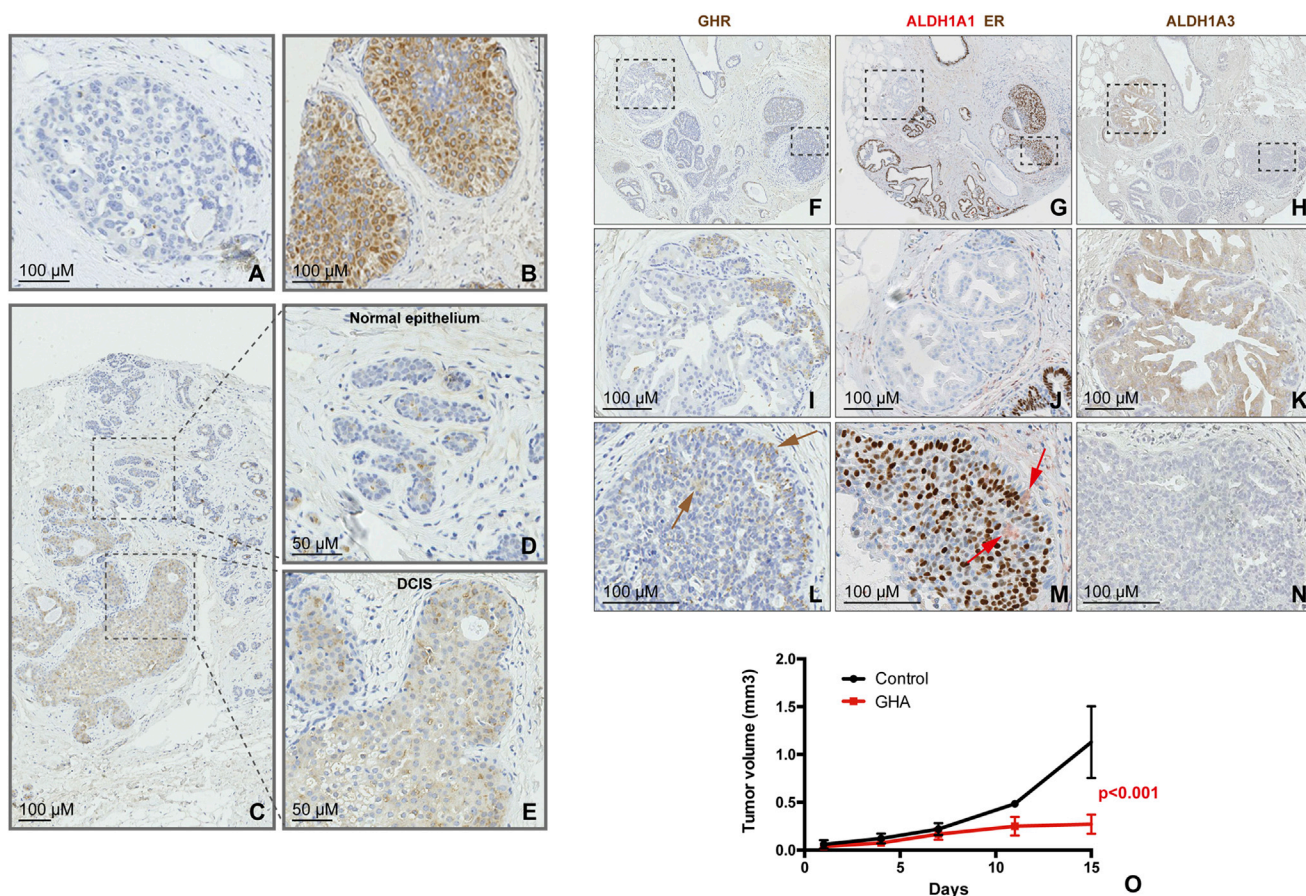 GHR
ALDH1A1 ER
ALDH1A3
100 µM
A
100 µM
B
100 µM
C
Normal epithelium
50 µM
D
DCIS
50 µM
E
F
G
H
100 µM
I
100 µM
J
100 µM
K
100 µM
L
100 µM
M
100 µM
N
Tumor volume (mm3)
2.0
1.5
1.0
0.5
0.0
0
5
10
15
Days
Control
GHA
p<0.001
O